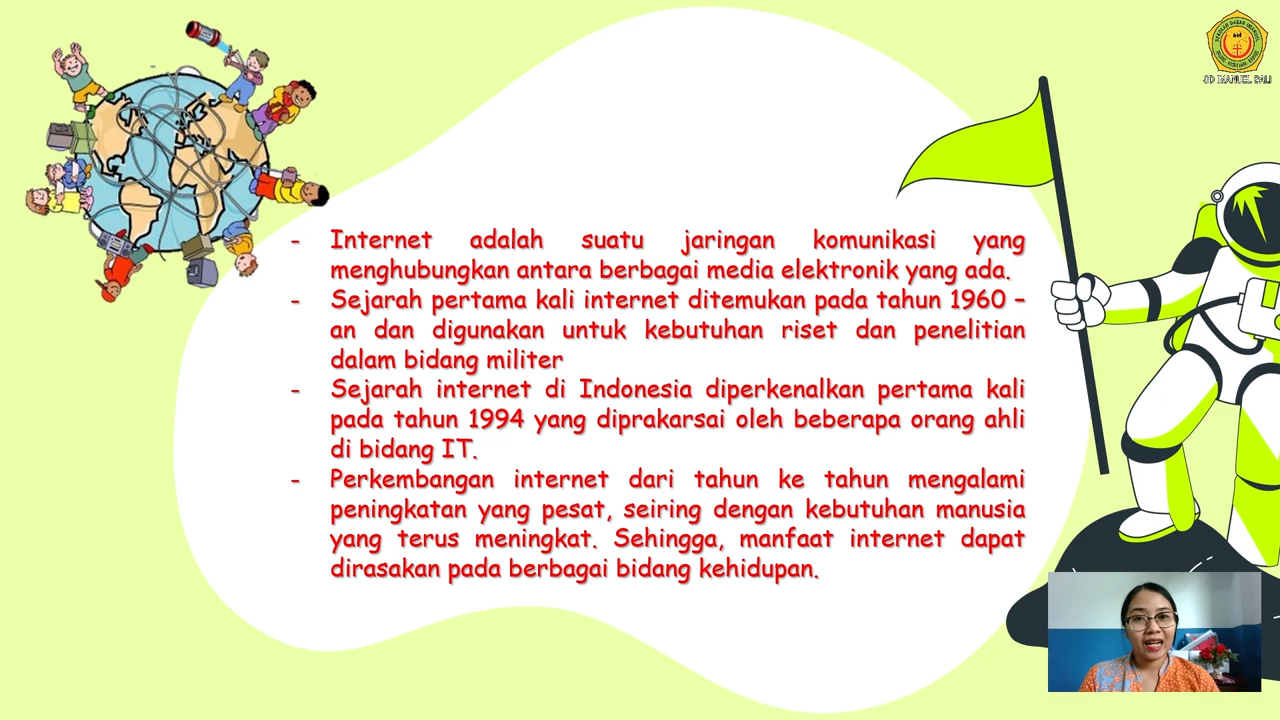 SD IMANUEL BALI
- Internet adalah suatu jaringan komunikasi yang
menghubungkan antara berbagai media elektronik yang ada.
- Sejarah pertama kali internet ditemukan pada tahun 1960 –
an dan digunakan untuk kebutuhan riset dan penelitian
dalam bidang militer
- Sejarah internet di Indonesia diperkenalkan pertama kali
pada tahun 1994 yang diprakarsai oleh beberapa orang ahli
di bidang IT.
- Perkembangan internet dari tahun ke tahun mengalami
peningkatan yang pesat, seiring dengan kebutuhan manusia
yang terus meningkat. Sehingga, manfaat internet dapat
dirasakan pada berbagai bidang kehidupan.